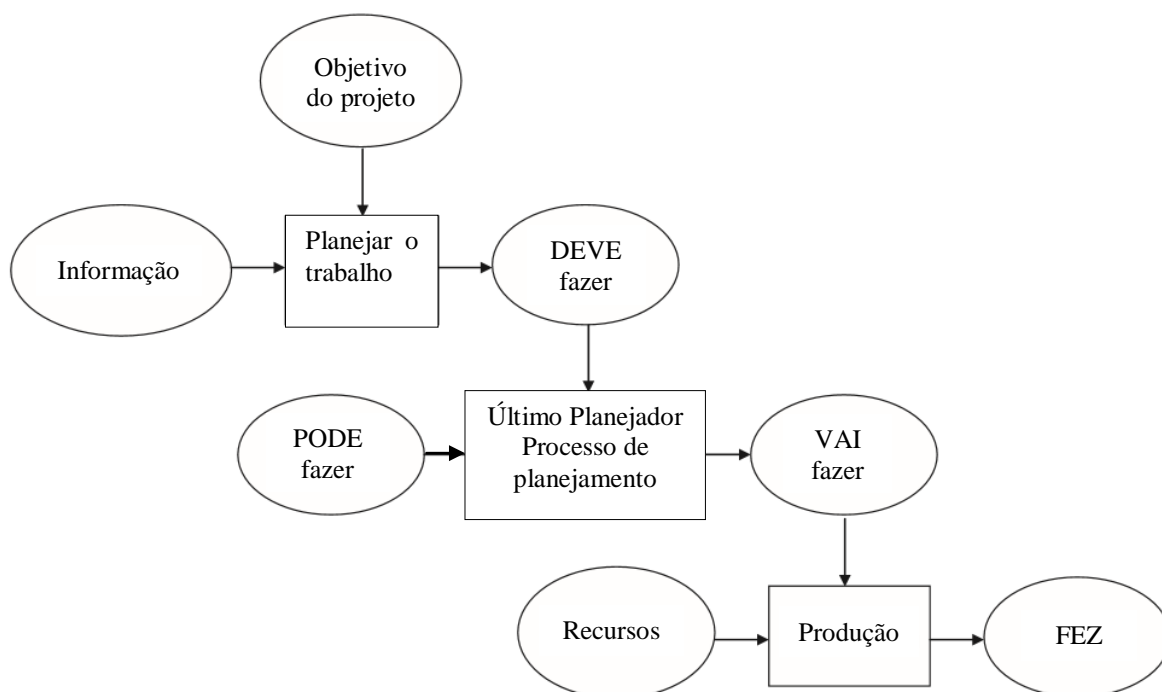 Objetivo
do projeto
Informação
Planejar o
trabalho
DEVE
fazer
PODE
fazer
Último Planejador
Processo de
planejamento
VAI
fazer
Recursos
Produção
FEZ